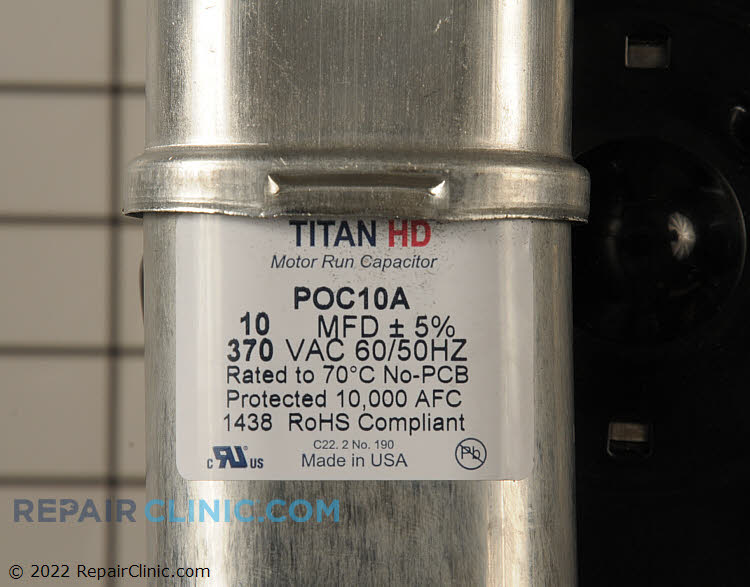 TITAN HD
Motor Run Capacitor
POC10A
10 MFD ± 5%
370 VAC 60/50HZ
Rated to 70°C No-PCB
Protected 10,000 AFC
1438 RoHS Compliant
C22. 2 No. 190
c RU US Made in USA Pb
REPAIRCLINIC.COM
© 2022 RepairClinic.com